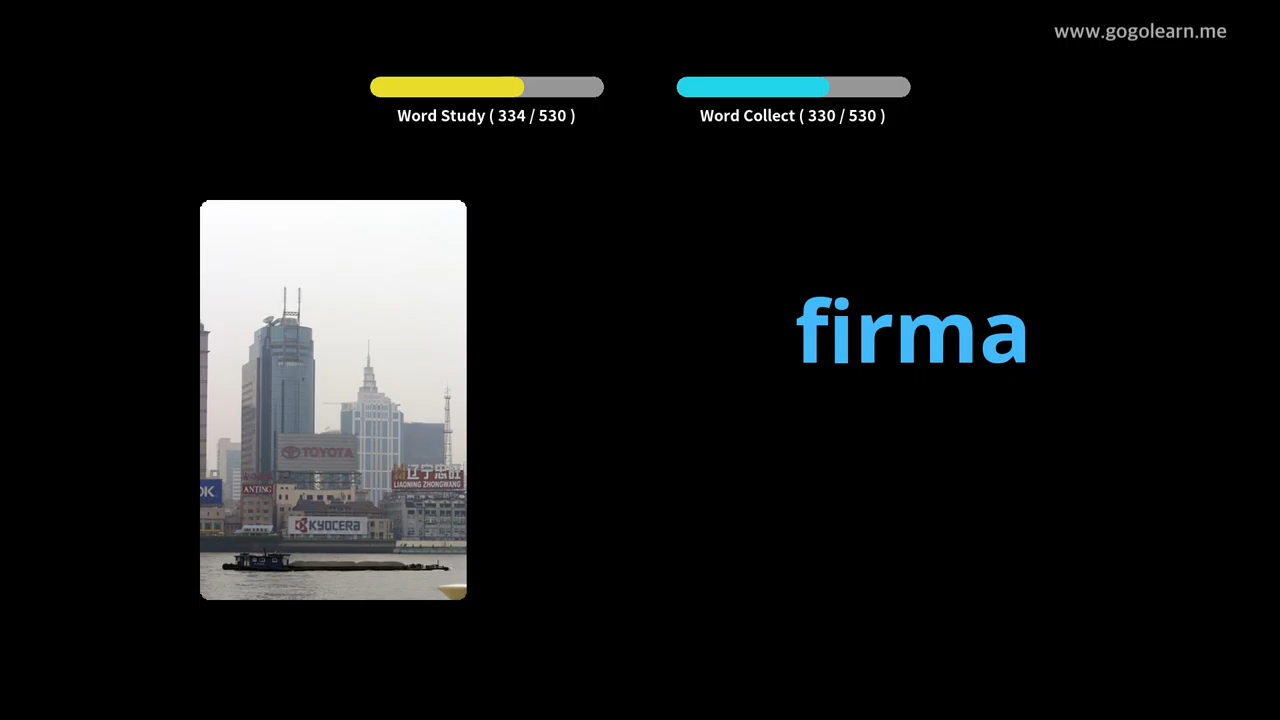 www.gogolearn.me
Word Study ( 334 / 530 )
Word Collect ( 330 / 530 )
firma
TOYOTA
辽宁忠旺
LIAONING ZHONGWANG
OK
ANTING
KYOCERA